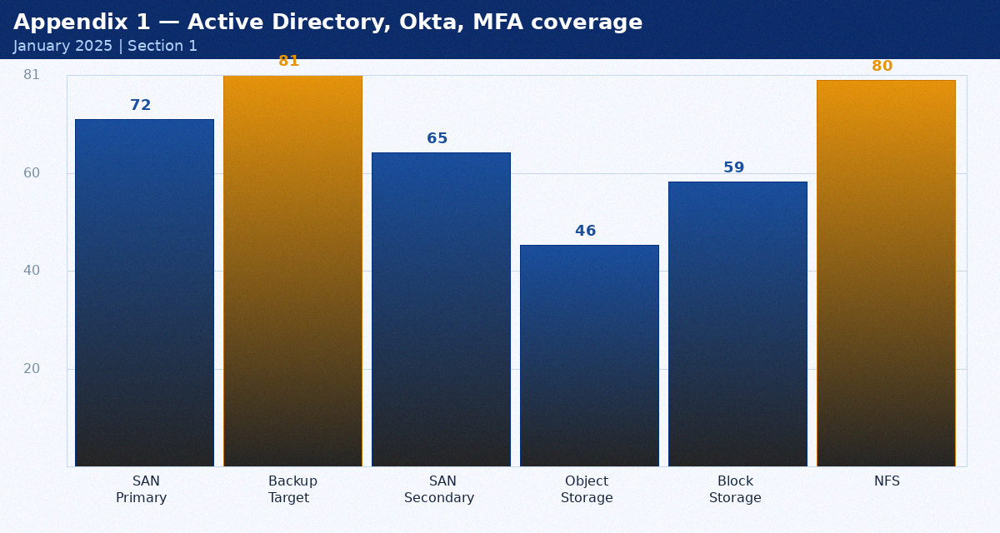 Appendix 1 — Active Directory, Okta, MFA coverage
January 2025 | Section 1
81
80
81
72
65
60
59
46
40
20
SAN
Primary
Backup
Target
SAN
Secondary
Object
Storage
Block
Storage
NFS